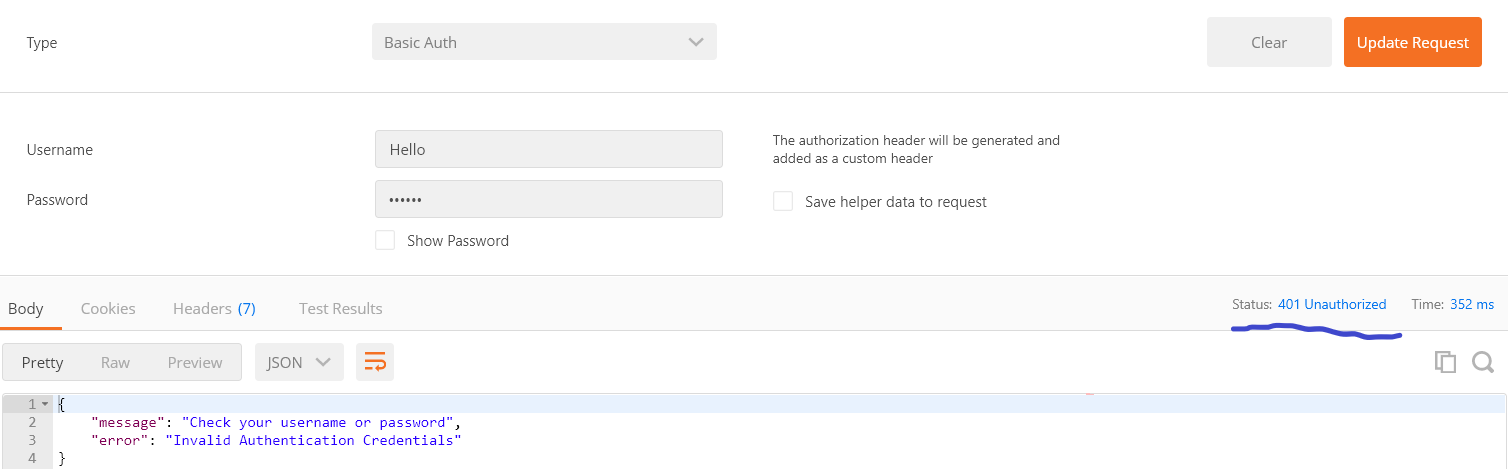 Type
Basic Auth
Clear
Update Request
Username
Hello
The authorization header will be generated and
added as a custom header
Password
••••••
Save helper data to request
Show Password
Body
Cookies
Headers (7)
Test Results
Status: 401 Unauthorized
Time: 352 ms
Pretty
Raw
Preview
JSON
1 {
2 "message": "Check your username or password",
3 "error": "Invalid Authentication Credentials"
4 }